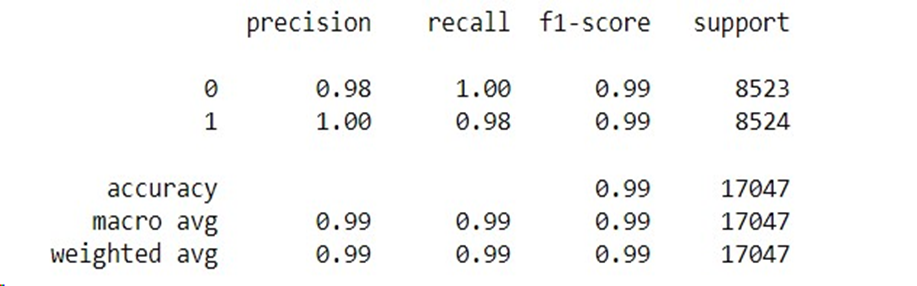 precision recall f1-score support
0 0.98 1.00 0.99 8523
1 1.00 0.98 0.99 8524
accuracy 0.99 17047
macro avg 0.99 0.99 0.99 17047
weighted avg 0.99 0.99 0.99 17047